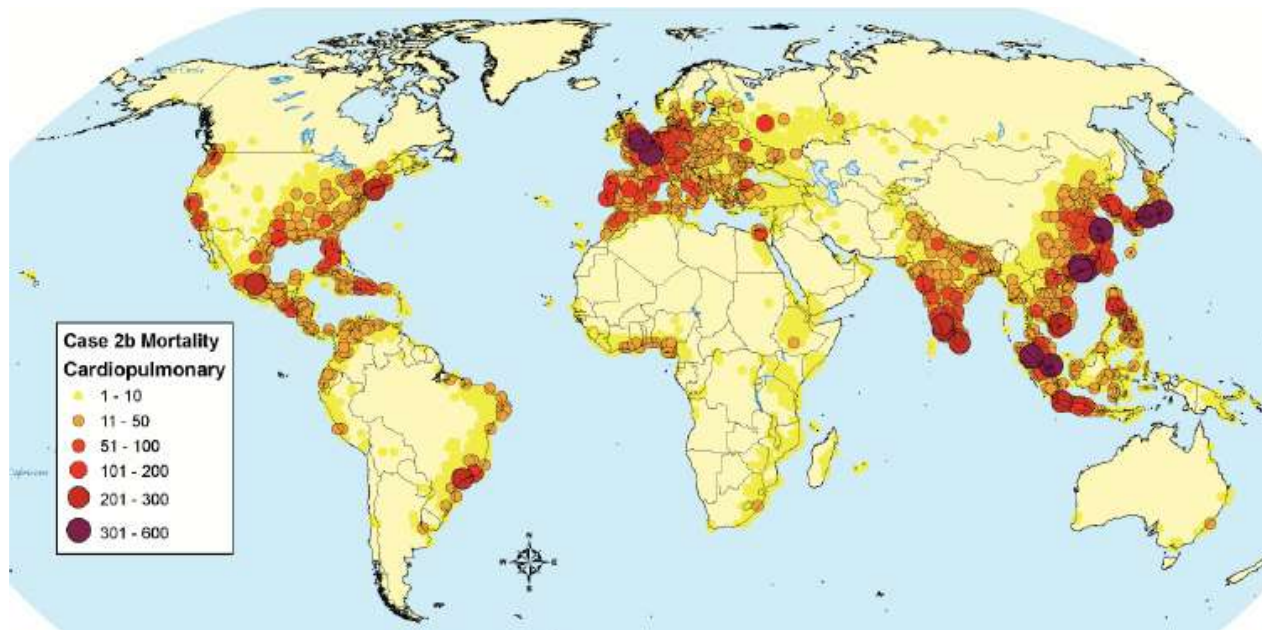 Case 2b Mortality
Cardiopulmonary
1 - 10
11 - 50
51 - 100
101 - 200
201 - 300
301 - 600
N
W
E
S